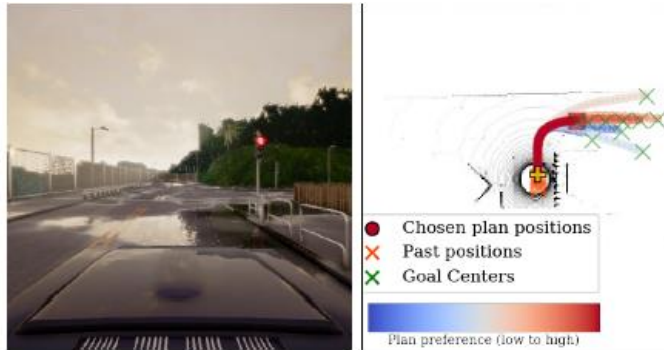 Chosen plan positions
Past positions
Goal Centers
Plan preference (low to high)